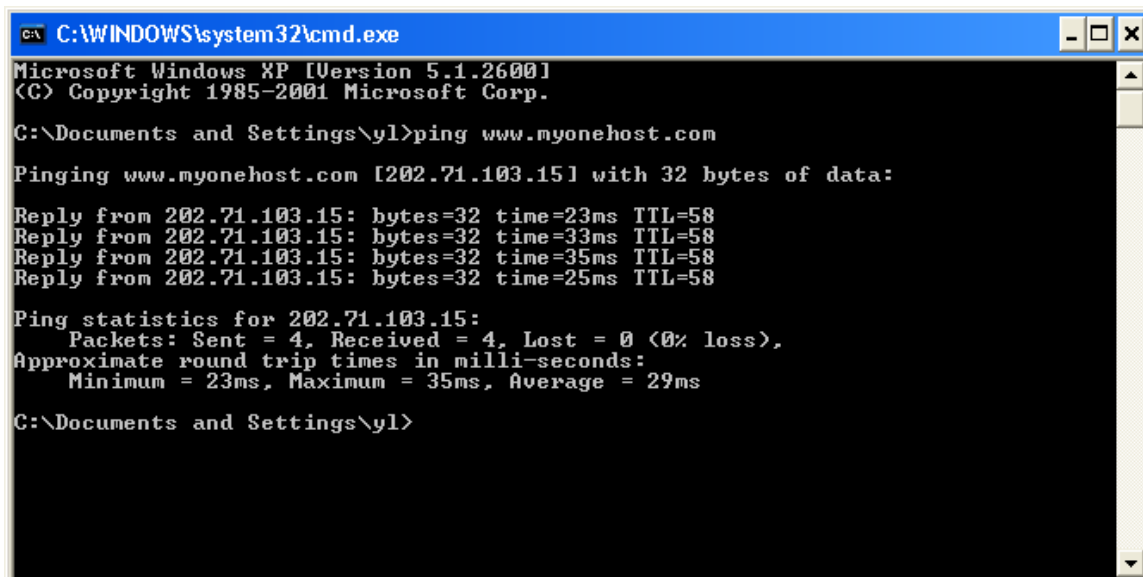 C:\WINDOWS\system32\cmd.exe
Microsoft Windows XP [Version 5.1.2600]
(C) Copyright 1985-2001 Microsoft Corp.
C:\Documents and Settings\yl>ping www.myonehost.com
Pinging www.myonehost.com [202.71.103.15] with 32 bytes of data:
Reply from 202.71.103.15: bytes=32 time=23ms TTL=58
Reply from 202.71.103.15: bytes=32 time=33ms TTL=58
Reply from 202.71.103.15: bytes=32 time=35ms TTL=58
Reply from 202.71.103.15: bytes=32 time=25ms TTL=58
Ping statistics for 202.71.103.15:
    Packets: Sent = 4, Received = 4, Lost = 0 (0% loss),
Approximate round trip times in milli-seconds:
    Minimum = 23ms, Maximum = 35ms, Average = 29ms
C:\Documents and Settings\yl>